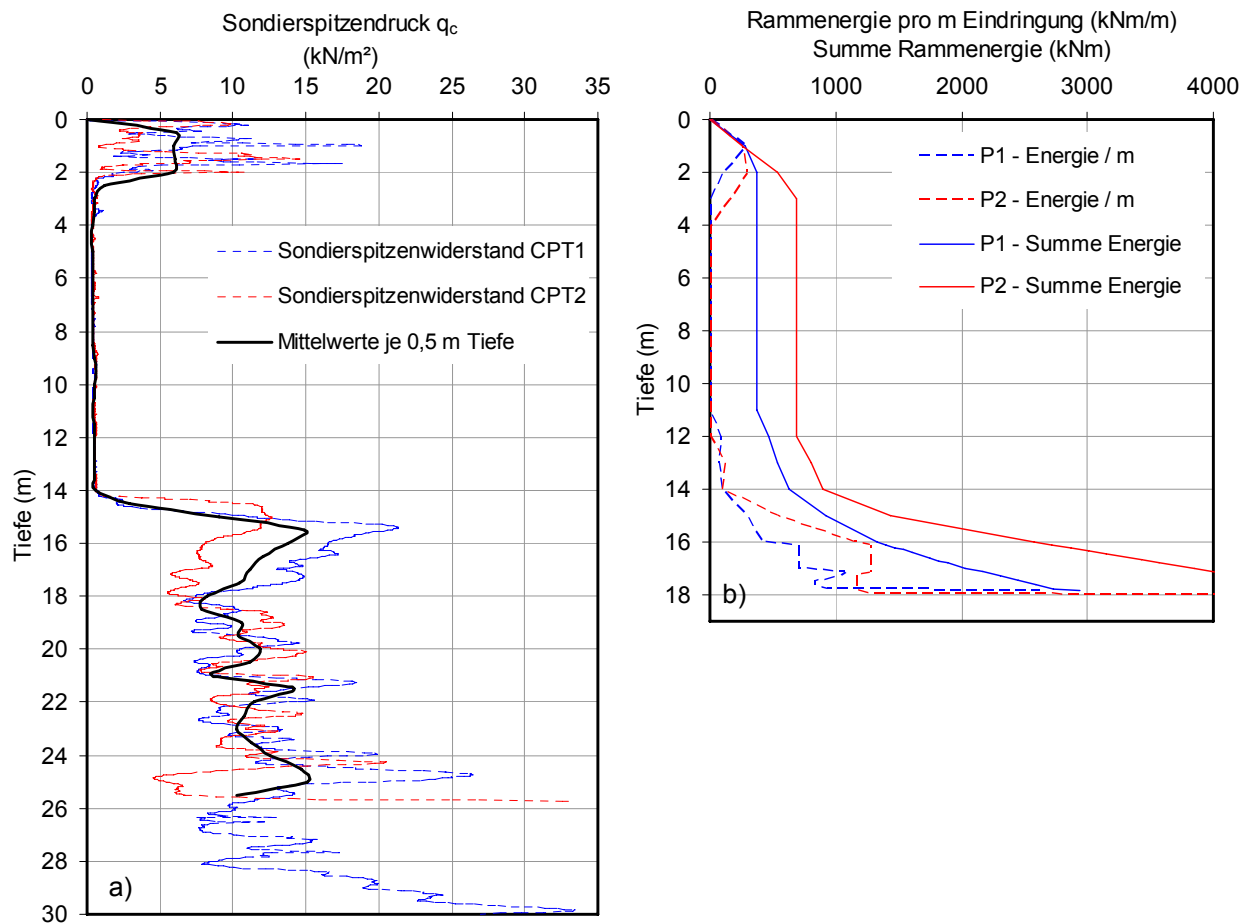 Sondierspitzendruck qc
(kN/m²)
0 5 10 15 20 25 30 35
0
2
4
6
8
10
12
14
16
18
20
22
24
26
28
30
Tiefe (m)
Sondierspitzenwiderstand CPT1
Sondierspitzenwiderstand CPT2
Mittelwerte je 0,5 m Tiefe
a)
Rammenergie pro m Eindringung (kNm/m)
Summe Rammenergie (kNm)
0 1000 2000 3000 4000
0
2
4
6
8
10
12
14
16
18
Tiefe (m)
P1 - Energie / m
P2 - Energie / m
P1 - Summe Energie
P2 - Summe Energie
b)